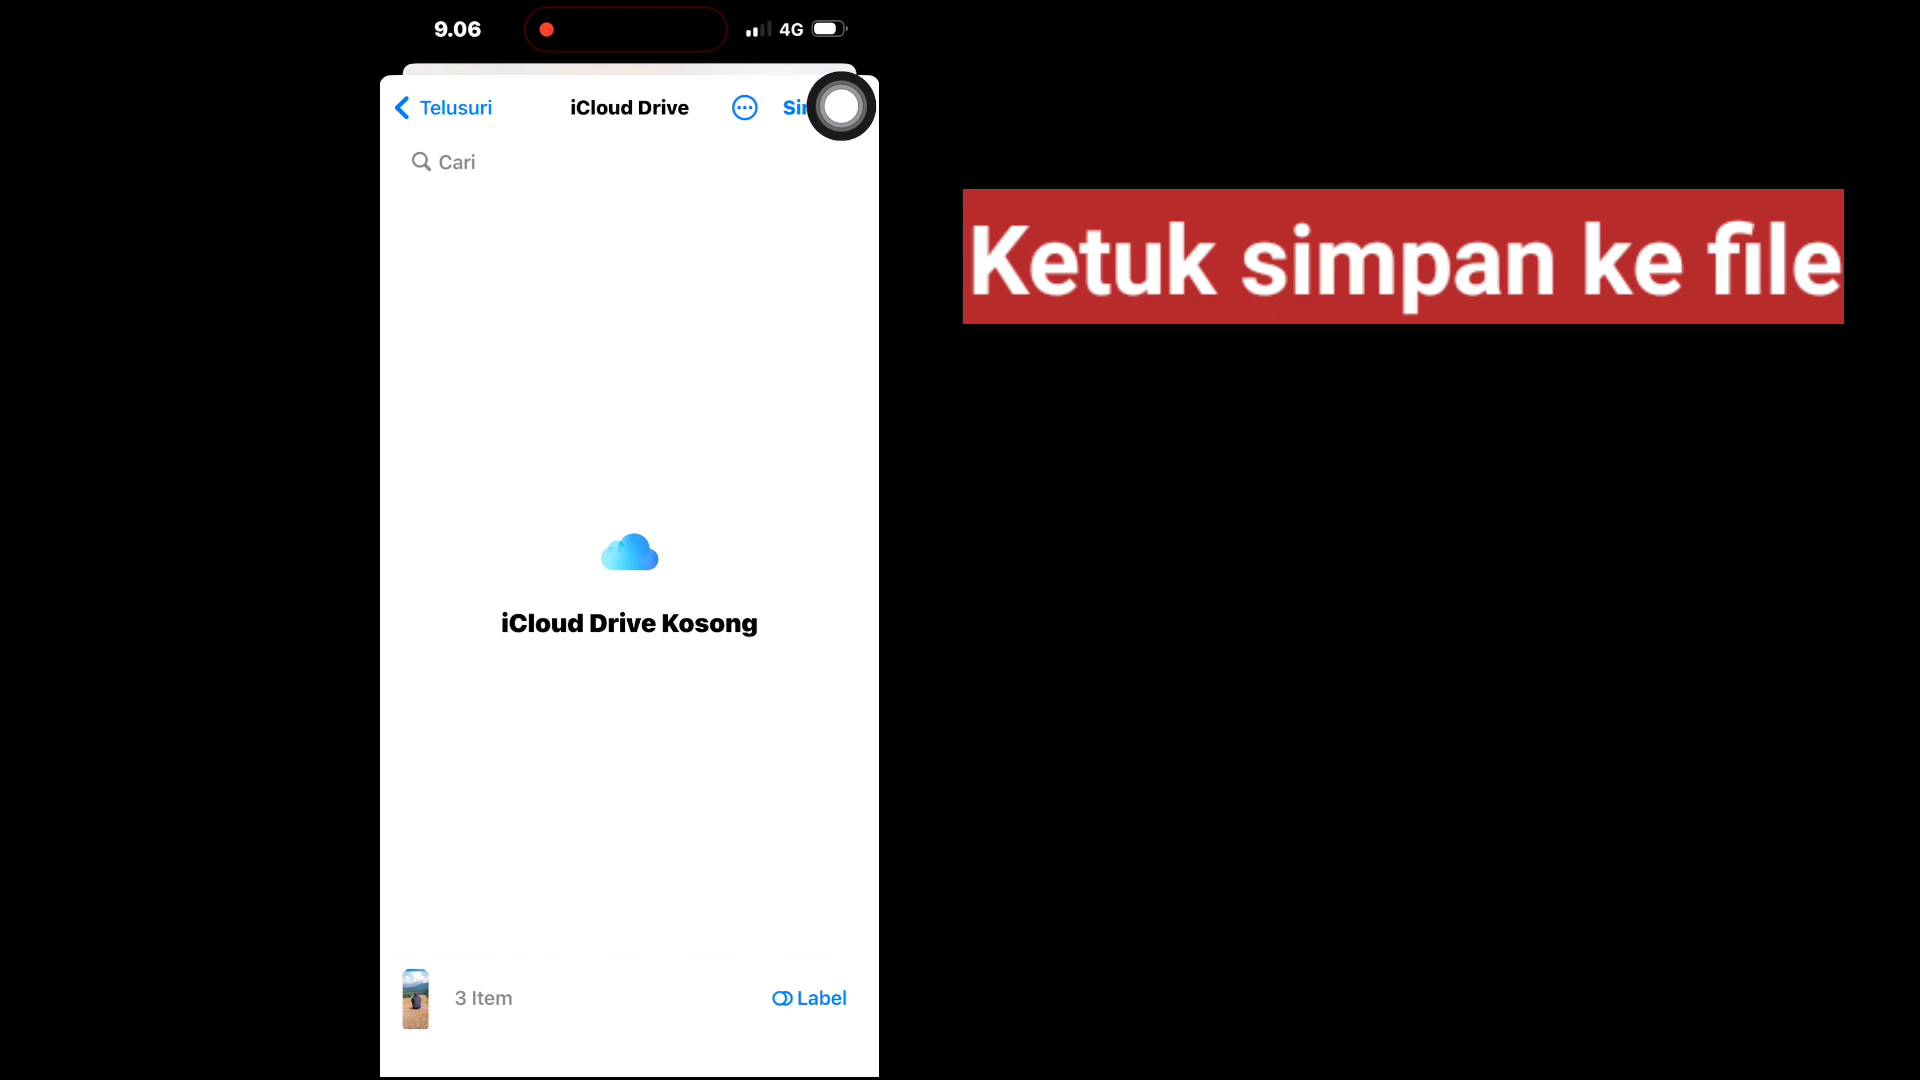 9.06
4G
Telusuri
iCloud Drive
Cari
Ketuk simpan ke file
iCloud Drive Kosong
3 Item
Label